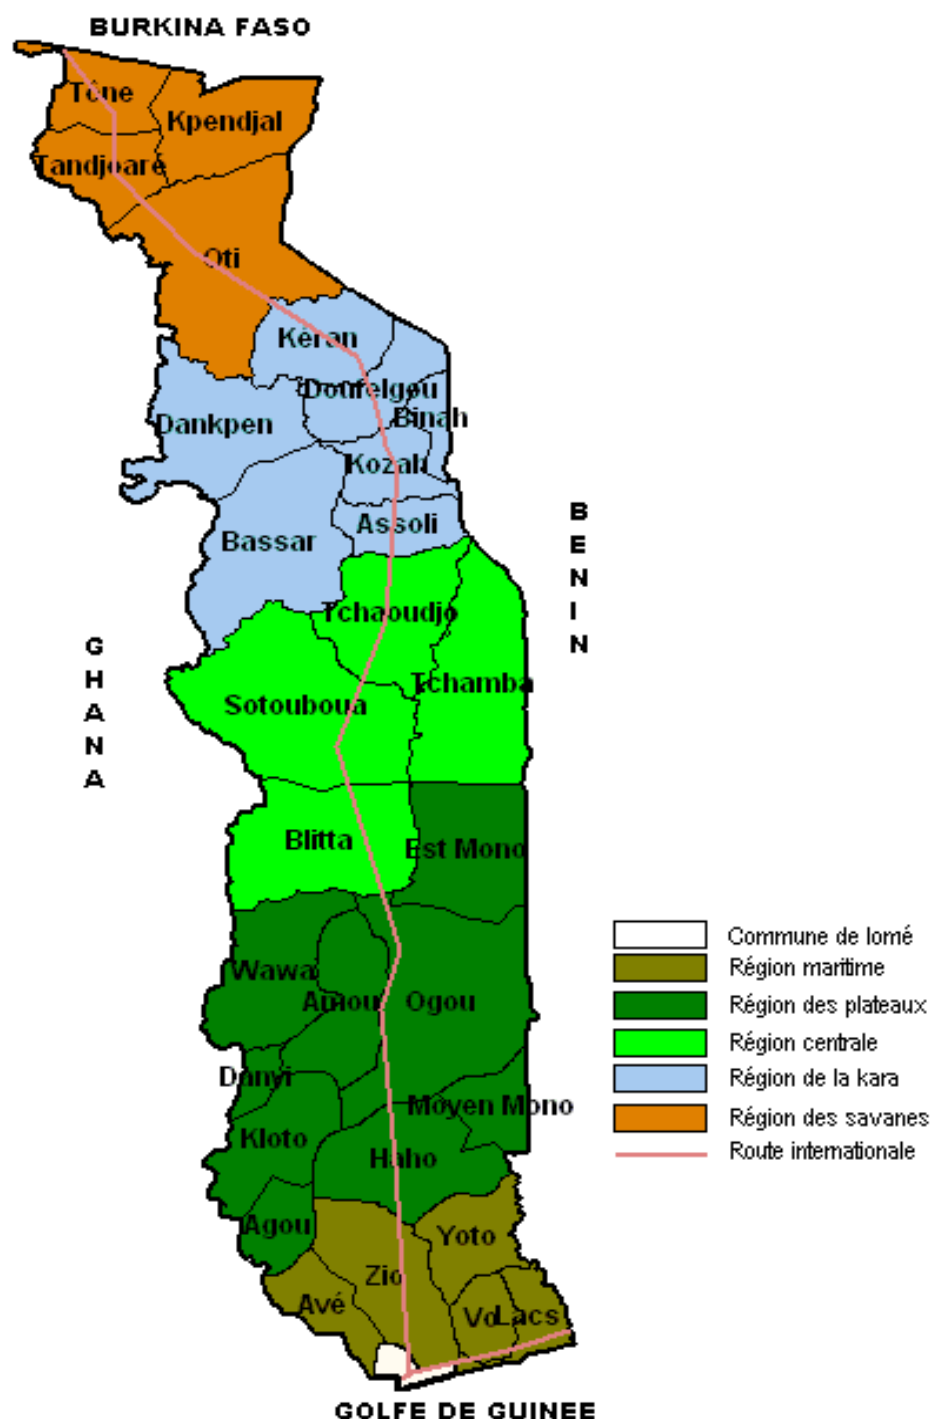 BURKINA FASO
Tône
Kpendjal
Tandjoaré
Oti
Kéran
Doufelgou
Binah
Dankpen
Kozah
Assoli
Bassar
BENIN
Tchaoudjo
GHANA
Tchamba
Sotouboua
Blitta
Est Mono
Wawa
Amou
Ogou
Danyi
Moyen Mono
Kloto
Haho
Agou
Yoto
Zio
Avé
Vo
Lacs
Commune de lomé
Région maritime
Région des plateaux
Région centrale
Région de la kara
Région des savanes
Route internationale
GOLFE DE GUINEE